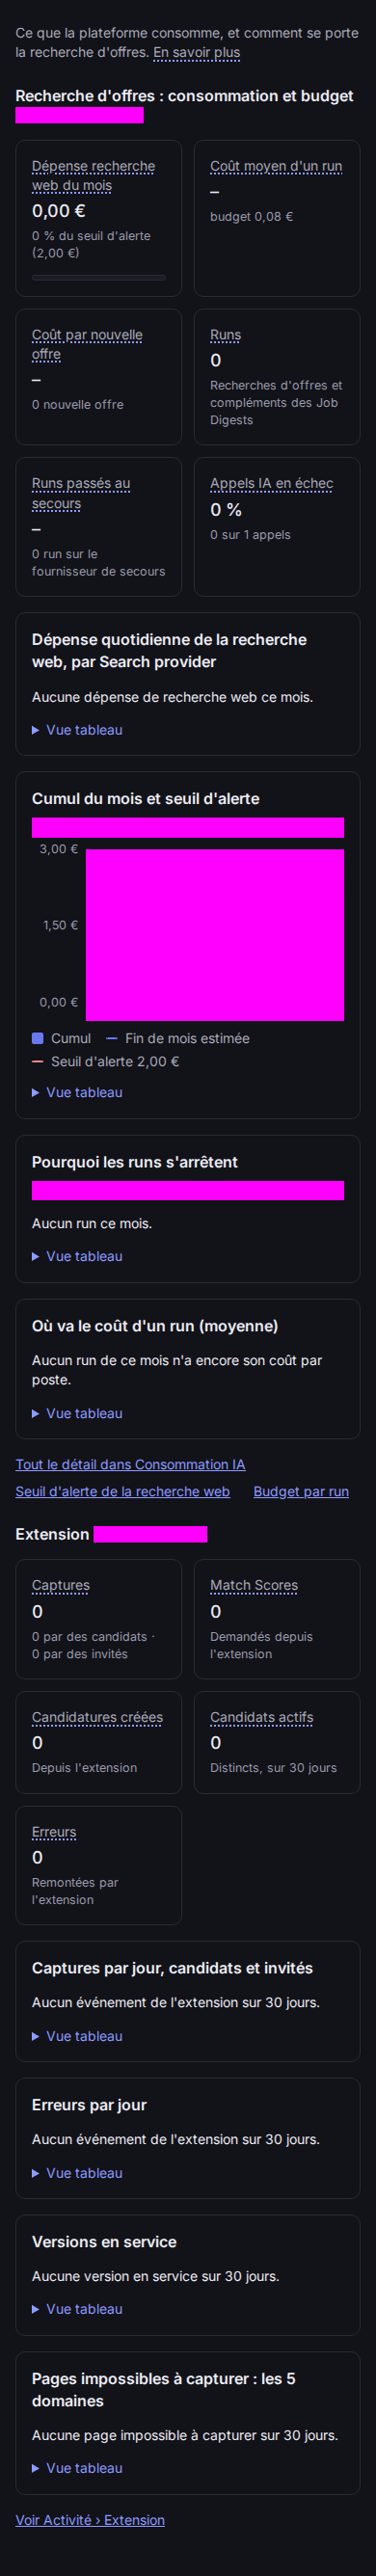 Ce que la plateforme consomme, et comment se porte
la recherche d'offres. En savoir plus
Recherche d'offres : consommation et budget
Dépense recherche
web du mois
0,00 €
0 % du seuil d'alerte
(2,00 €)
Coût moyen d'un run
–
budget 0,08 €
Coût par nouvelle
offre
–
0 nouvelle offre
Runs
0
Recherches d'offres et
compléments des Job
Digests
Runs passés au
secours
–
0 run sur le
fournisseur de secours
Appels IA en échec
0 %
0 sur 1 appels
Dépense quotidienne de la recherche
web, par Search provider
Aucune dépense de recherche web ce mois.
Vue tableau
Cumul du mois et seuil d'alerte
3,00 €
1,50 €
0,00 €
Cumul
Fin de mois estimée
Seuil d'alerte 2,00 €
Vue tableau
Pourquoi les runs s'arrêtent
Aucun run ce mois.
Vue tableau
Où va le coût d'un run (moyenne)
Aucun run de ce mois n'a encore son coût par
poste.
Vue tableau
Tout le détail dans Consommation IA
Seuil d'alerte de la recherche web
Budget par run
Extension
Captures
0
0 par des candidats ·
0 par des invités
Match Scores
0
Demandés depuis
l'extension
Candidatures créées
0
Depuis l'extension
Candidats actifs
0
Distincts, sur 30 jours
Erreurs
0
Remontées par
l'extension
Captures par jour, candidats et invités
Aucun événement de l'extension sur 30 jours.
Vue tableau
Erreurs par jour
Aucun événement de l'extension sur 30 jours.
Vue tableau
Versions en service
Aucune version en service sur 30 jours.
Vue tableau
Pages impossibles à capturer : les 5
domaines
Aucune page impossible à capturer sur 30 jours.
Vue tableau
Voir Activité › Extension